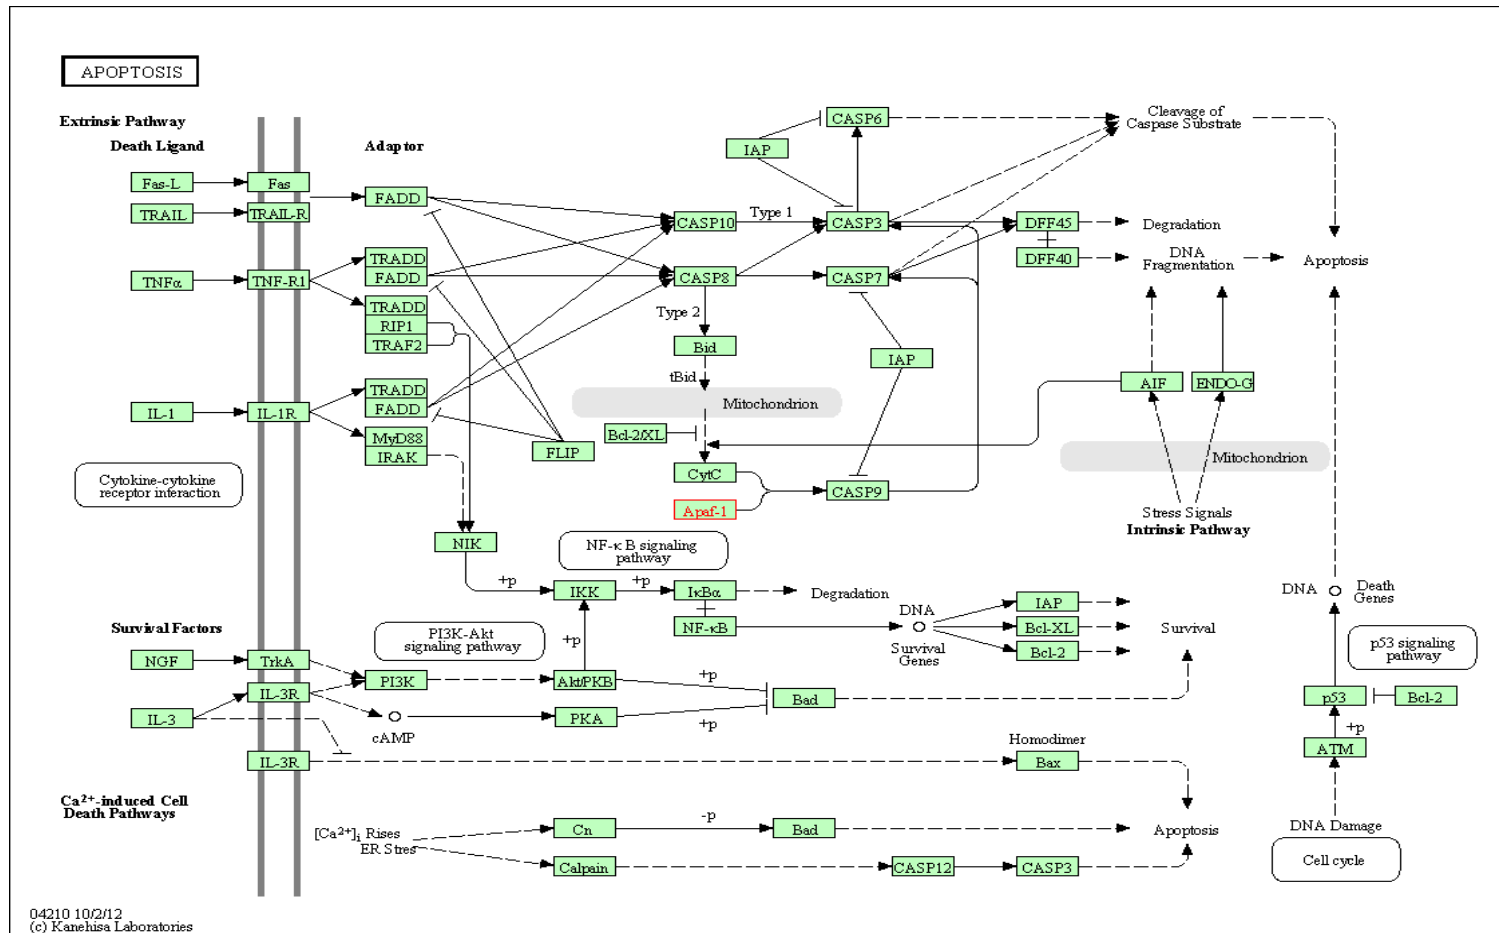 APOPTOSIS
Extrinsic Pathway
Death Ligand
Adaptor
Fas-L
Fas
FADD
TRAIL
TRAIL-R
TNFα
TNF-R1
TRADD
FADD
TRADD
RIP1
TRAF2
IL-1
IL-1R
TRADD
FADD
MyD88
IRAK
FLIP
Cytokine-cytokine
receptor interaction
CASP6
IAP
CASP10
Type 1
CASP3
CASP8
CASP7
Type 2
Bid
tBid
IAP
Mitochondrion
Bcl-2/XL
CytC
Apaf-1
CASP9
Cleavage of
Caspase Substrate
DFF45
Degradation
DFF40
DNA
Fragmentation
Apoptosis
AIF
ENDO-G
Mitochondrion
Stress Signals
Intrinsic Pathway
NIK
NF-κ B signaling
pathway
+p
IKK
+p
IκBα
Degradation
NF-κB
DNA
Survival
Genes
IAP
Bcl-XL
Bcl-2
Survival
DNA
Death
Genes
Survival Factors
PI3K-Akt
signaling pathway
+p
NGF
TrkA
PI3K
Akt/PKB
+p
Bad
IL-3
IL-3R
cAMP
PKA
+p
p53 signaling
pathway
p53
Bcl-2
+p
ATM
IL-3R
Homodimer
Bax
Ca²⁺-induced Cell
Death Pathways
[Ca²⁺]i Rises
ER Stres
Cn
-p
Bad
Apoptosis
Calpain
CASP12
CASP3
DNA Damage
Cell cycle
04210 10/2/12
(c) Kanehisa Laboratories